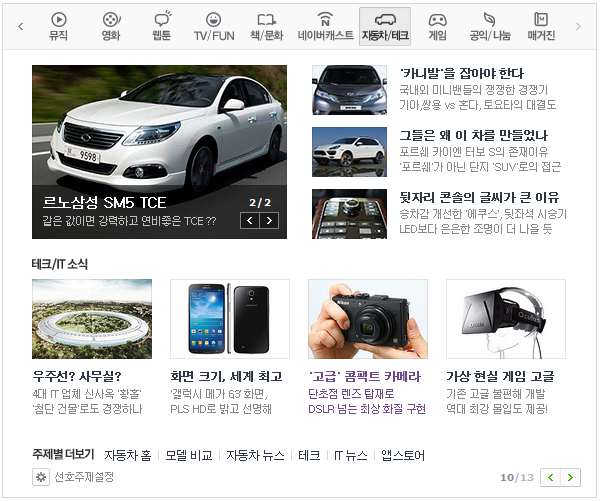 뮤직 영화 웹툰 TV/FUN 책/문화 네이버캐스트 자동차/테크 게임 공익/나눔 매거진
9598
르노삼성 SM5 TCE 2/2
같은 값이면 강력하고 연비좋은 TCE ??
'카니발'을 잡아야 한다
국내외 미니밴들의 쟁쟁한 경쟁기
기아,쌍용 vs 혼다, 토요타의 대결도
그들은 왜 이 차를 만들었나
포르쉐 카이엔 터보 S의 존재이유
'포르쉐'가 아닌 단지 'SUV'로의 접근
뒷자리 콘솔의 글씨가 큰 이유
승차감 개선한 '에쿠스', 뒷좌석 시승기
LED보다 은은한 조명이 더 나을 듯
테크/IT 소식
Nikon
oculus
우주선? 사무실?
4대 IT 업체 신사옥 '황홀'
'첨단 건물'로도 경쟁하나
화면 크기, 세계 최고
'갤럭시 메가 6.3' 화면,
PLS HD로 밝고 선명해
'고급' 콤팩트 카메라
단초점 렌즈 탑재로
DSLR 넘는 최상 화질 구현
가상 현실 게임 고글
기존 고글 불편해 개발
역대 최강 몰입도 제공!
주제별 더보기 자동차 홈 모델 비교 자동차 뉴스 테크 IT 뉴스 앱스토어
선호주제설정 10/13